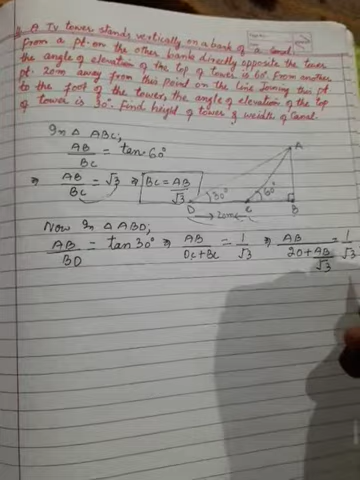 A TV tower stands vertically on a bank of a Canal
From a pt. on the other bank directly opposite the tower
the angle of elevation of the top of tower is 60°. From another
pt. 20m away from this point on the line Joining this pt.
to the foot of the tower, the angle of elevation of the top
of tower is 30°. Find height of tower & width of Canal.
In △ ABC,
AB/BC = tan 60°
⇒ AB/BC = √3 ⇒ BC = AB/√3
A
30° 60°
D C B
20m
Now In △ ABD,
AB/BD = tan 30° ⇒ AB/DC+BC = 1/√3 ⇒ AB/20+AB/√3 = 1/√3